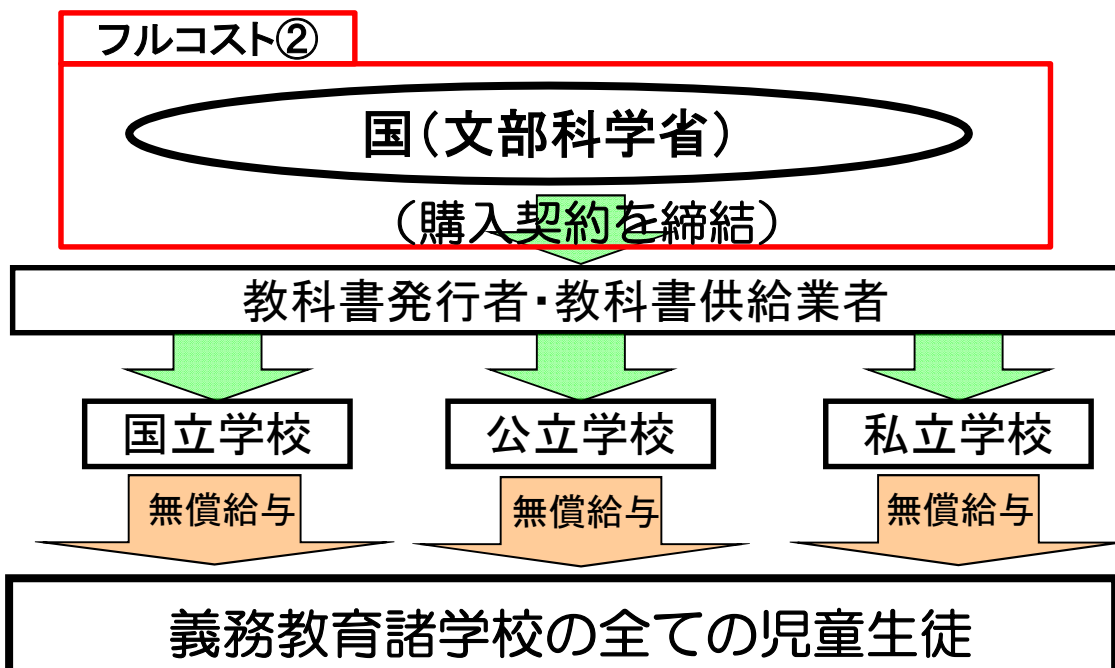 フルコスト②
国（文部科学省）
（購入契約を締結）
教科書発行者・教科書供給業者
国立学校 公立学校 私立学校
無償給与 無償給与 無償給与
義務教育諸学校の全ての児童生徒